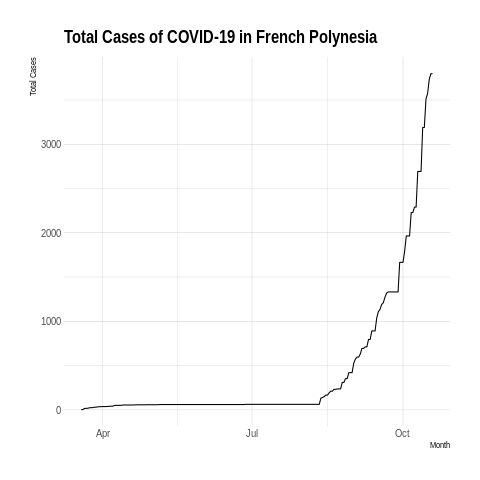 Total Cases of COVID-19 in French Polynesia
Total Cases
3000
2000
1000
0
Apr
Jul
Oct
Month